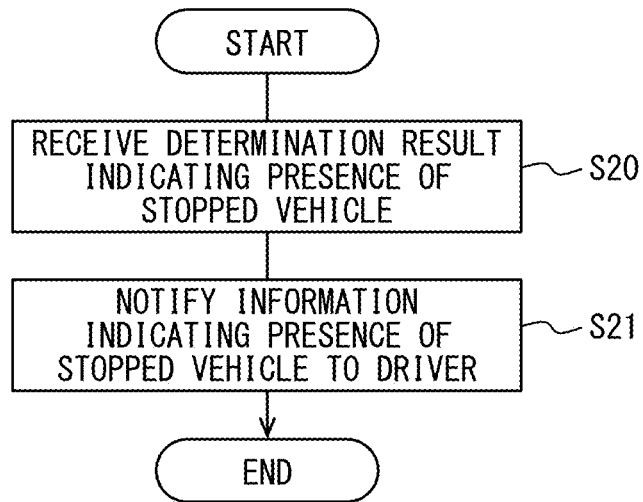 START
RECEIVE DETERMINATION RESULT
INDICATING PRESENCE OF
STOPPED VEHICLE
S20
NOTIFY INFORMATION
INDICATING PRESENCE OF
STOPPED VEHICLE TO DRIVER
S21
END